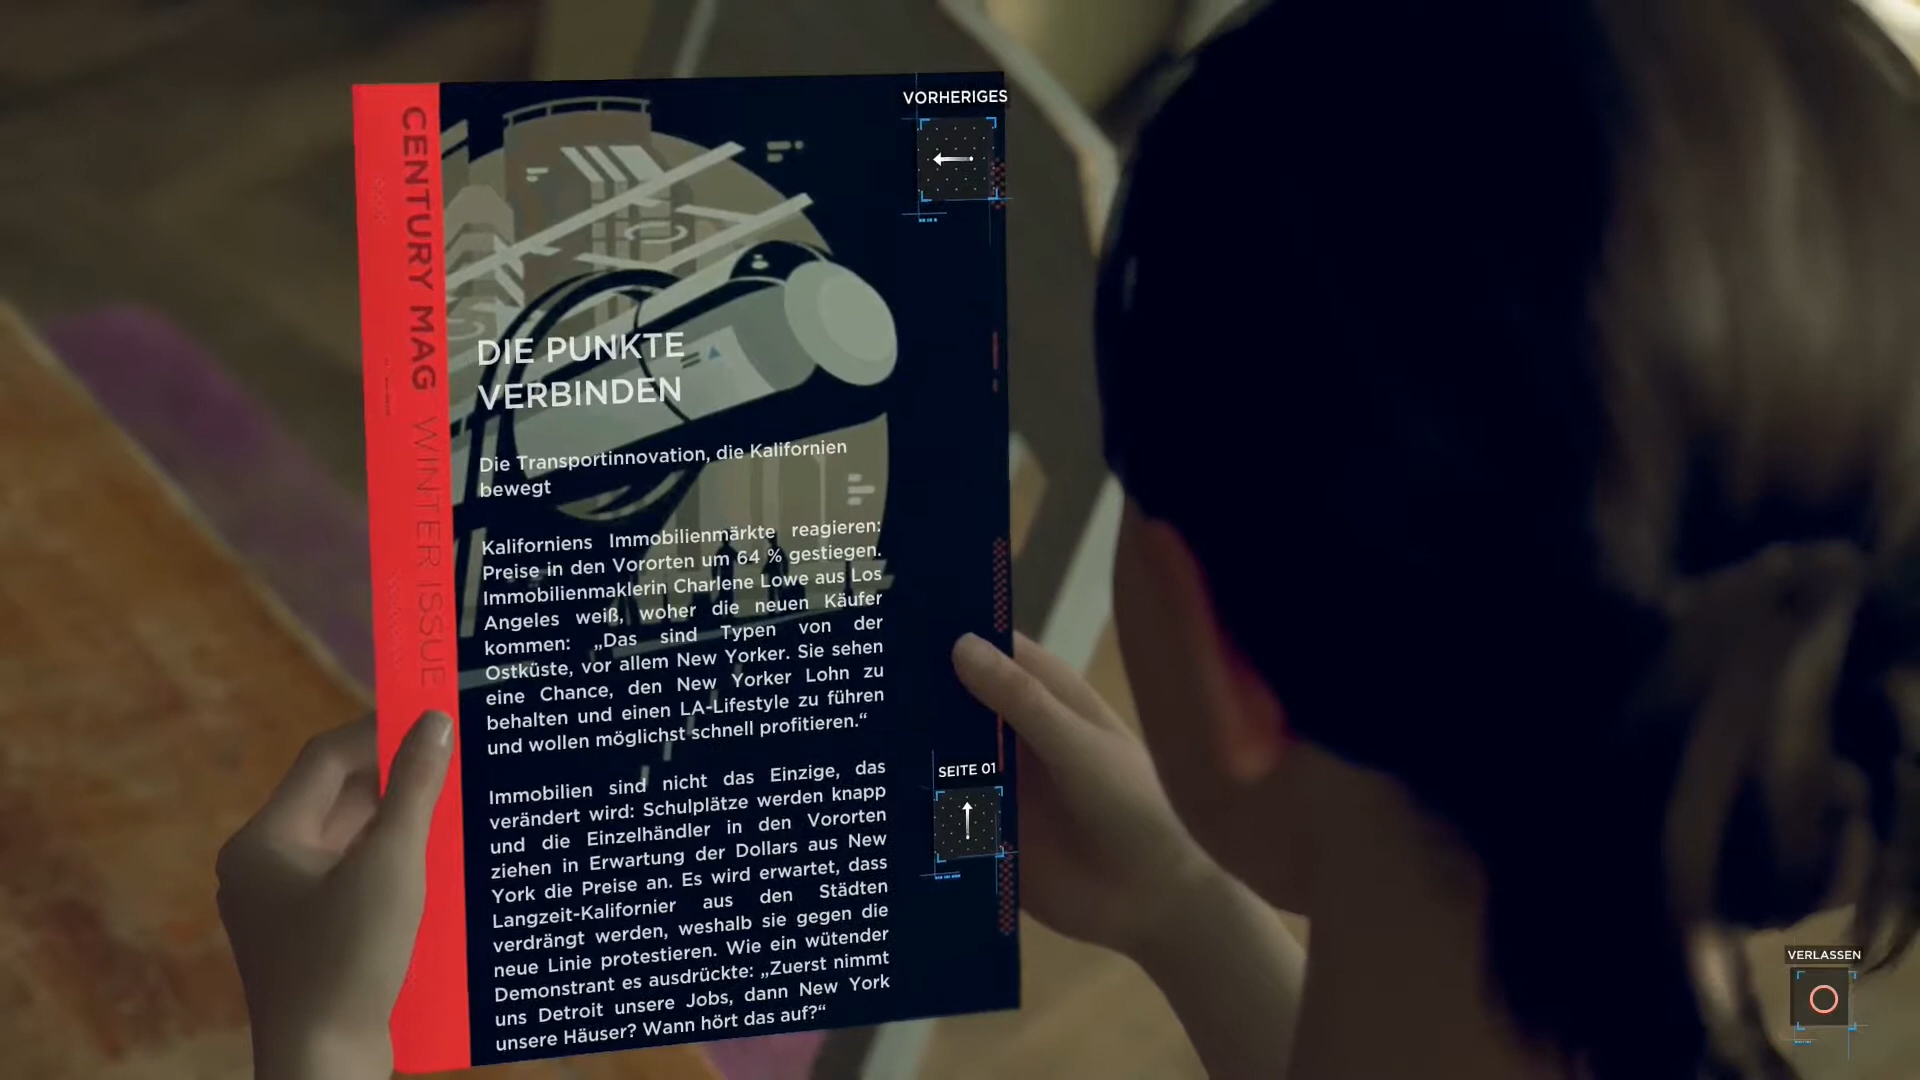 CENTURY MAG WINTER ISSUE
VORHERIGES
DIE PUNKTE
VERBINDEN
Die Transportinnovation, die Kalifornien
bewegt
Kaliforniens Immobilienmärkte reagieren:
Preise in den Vororten um 64 % gestiegen.
Immobilienmaklerin Charlene Lowe aus Los
Angeles weiß, woher die neuen Käufer
kommen: „Das sind Typen von der
Ostküste, vor allem New Yorker. Sie sehen
eine Chance, den New Yorker Lohn zu
behalten und einen LA-Lifestyle zu führen
und wollen möglichst schnell profitieren.“
Immobilien sind nicht das Einzige, das
verändert wird: Schulplätze werden knapp
und die Einzelhändler in den Vororten
ziehen in Erwartung der Dollars aus New
York die Preise an. Es wird erwartet, dass
Langzeit-Kalifornier aus den Städten
verdrängt werden, weshalb sie gegen die
neue Linie protestieren. Wie ein wütender
Demonstrant es ausdrückte: „Zuerst nimmt
uns Detroit unsere Jobs, dann New York
unsere Häuser? Wann hört das auf?“
SEITE 01
VERLASSEN